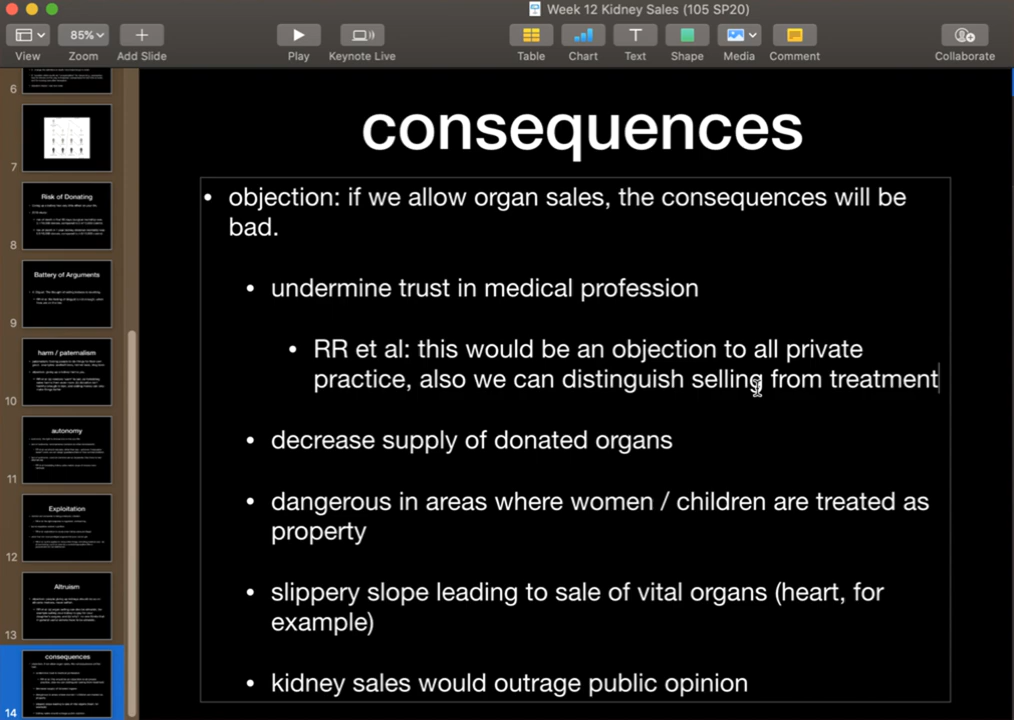 Week 12 Kidney Sales (105 SP20)
85%
View
Zoom
Add Slide
Play
Keynote Live
Table
Chart
Text
Shape
Media
Comment
Collaborate
6
7
Risk of Donating
8
Battery of Arguments
9
harm / paternalism
10
autonomy
11
Exploitation
12
Altruism
13
consequences
14
consequences
• objection: if we allow organ sales, the consequences will be
bad.
• undermine trust in medical profession
• RR et al: this would be an objection to all private
practice, also we can distinguish selling from treatment
• decrease supply of donated organs
• dangerous in areas where women / children are treated as
property
• slippery slope leading to sale of vital organs (heart, for
example)
• kidney sales would outrage public opinion